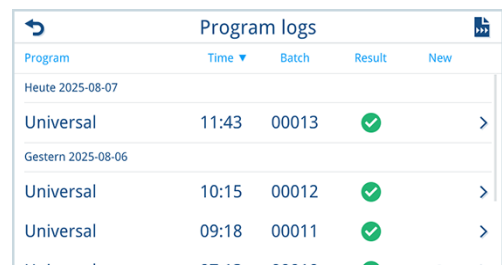 Program logs
Program Time ▼ Batch Result New
Heute 2025-08-07
Universal 11:43 00013
Gestern 2025-08-06
Universal 10:15 00012
Universal 09:18 00011